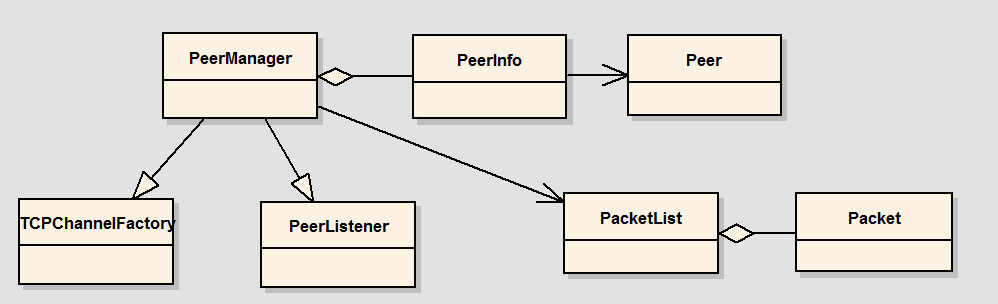 PeerManager
PeerInfo
Peer
TCPChannelFactory
PeerListener
PacketList
Packet